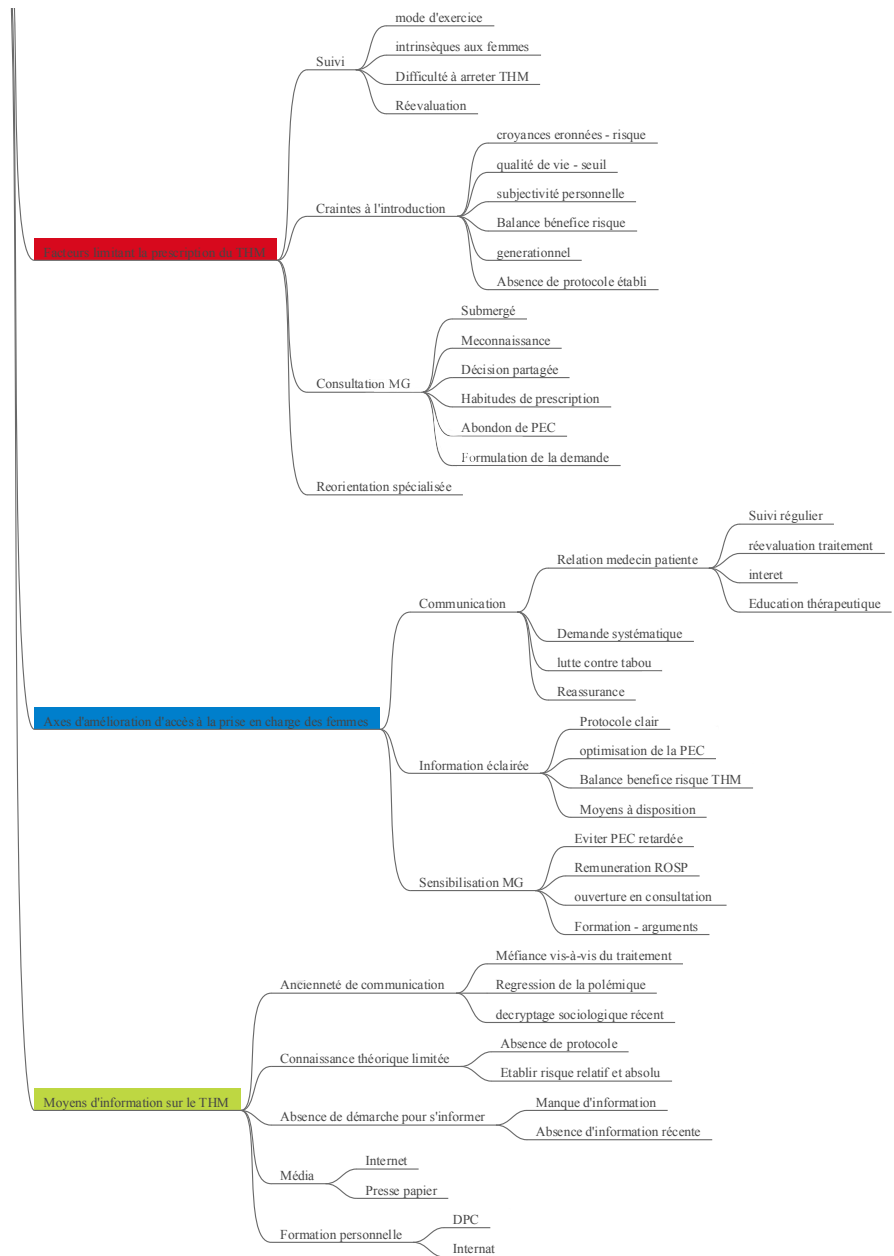 mode d'exercice
intrinsèques aux femmes
Suivi
Difficulté à arreter THM
Réevaluation
croyances eronnées - risque
qualité de vie - seuil
subjectivité personnelle
Craintes à l'introduction
Balance bénefice risque
generationnel
Absence de protocole établi
Facteurs limitant la prescription du THM
Submergé
Meconnaissance
Décision partagée
Consultation MG
Habitudes de prescription
Abondon de PEC
Formulation de la demande
Reorientation spécialisée
Suivi régulier
réevaluation traitement
Relation medecin patiente
interet
Education thérapeutique
Communication
Demande systématique
lutte contre tabou
Reassurance
Axes d'amélioration d'accès à la prise en charge des femmes
Protocole clair
optimisation de la PEC
Information éclairée
Balance benefice risque THM
Moyens à disposition
Eviter PEC retardée
Remuneration ROSP
Sensibilisation MG
ouverture en consultation
Formation - arguments
Méfiance vis-à-vis du traitement
Ancienneté de communication
Regression de la polémique
decryptage sociologique récent
Absence de protocole
Connaissance théorique limitée
Etablir risque relatif et absolu
Moyens d'information sur le THM
Manque d'information
Absence de démarche pour s'informer
Absence d'information récente
Internet
Média
Presse papier
DPC
Formation personnelle
Internat